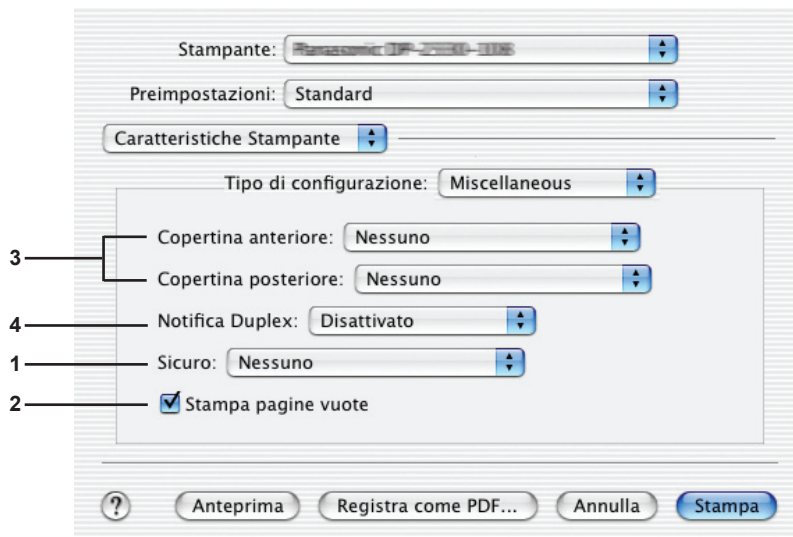 Stampante:
Preimpostazioni: Standard
Caratteristiche Stampante
Tipo di configurazione: Miscellaneous
3 Copertina anteriore: Nessuno
Copertina posteriore: Nessuno
4 Notifica Duplex: Disattivato
1 Sicuro: Nessuno
2 Stampa pagine vuote
? Anteprima Registra come PDF... Annulla Stampa